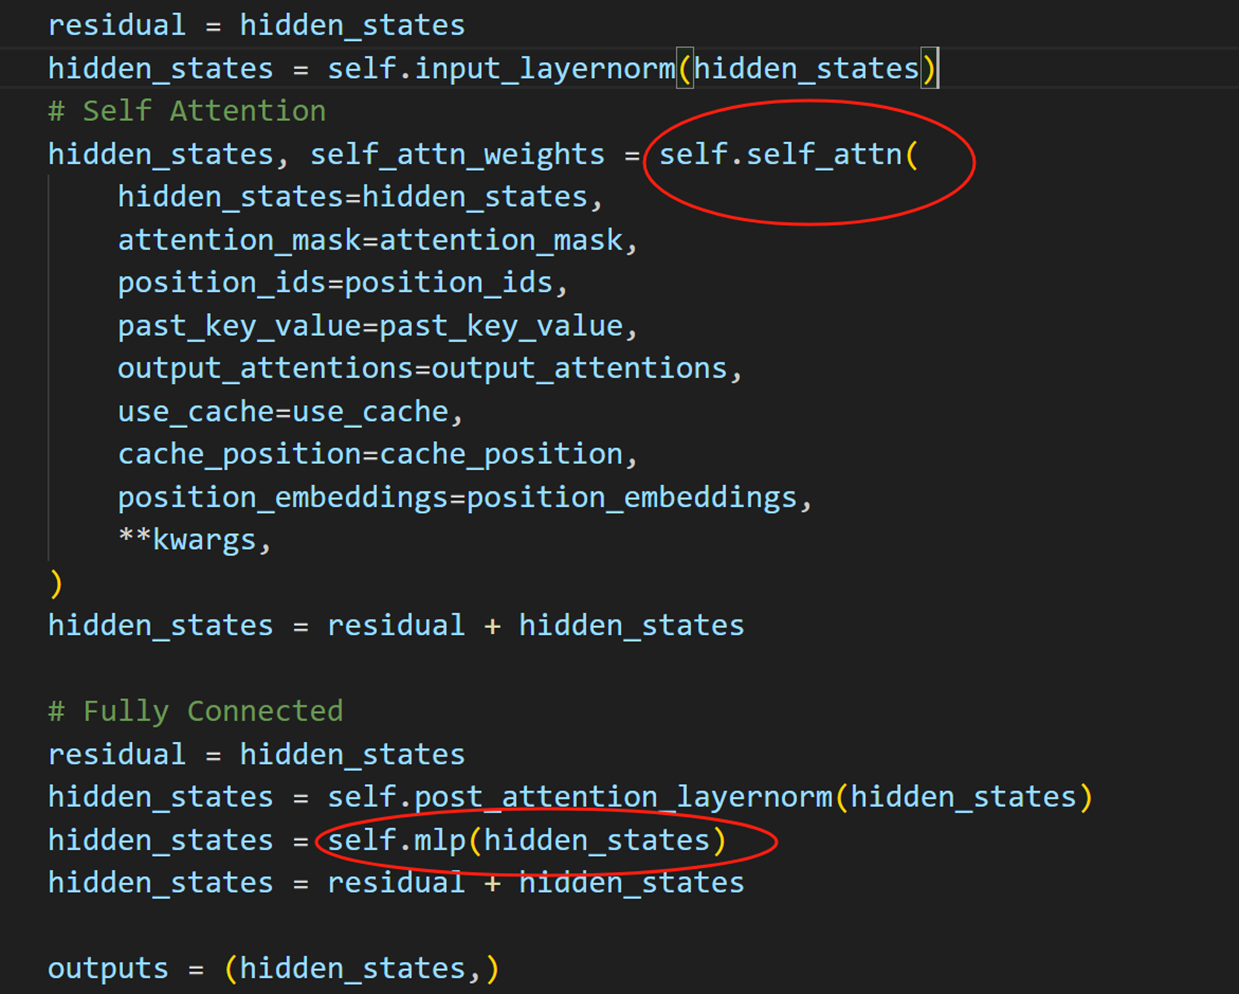 residual = hidden_states
hidden_states = self.input_layernorm(hidden_states)
# Self Attention
hidden_states, self_attn_weights = self.self_attn(
    hidden_states=hidden_states,
    attention_mask=attention_mask,
    position_ids=position_ids,
    past_key_value=past_key_value,
    output_attentions=output_attentions,
    use_cache=use_cache,
    cache_position=cache_position,
    position_embeddings=position_embeddings,
    **kwargs,
)
hidden_states = residual + hidden_states

# Fully Connected
residual = hidden_states
hidden_states = self.post_attention_layernorm(hidden_states)
hidden_states = self.mlp(hidden_states)
hidden_states = residual + hidden_states

outputs = (hidden_states,)